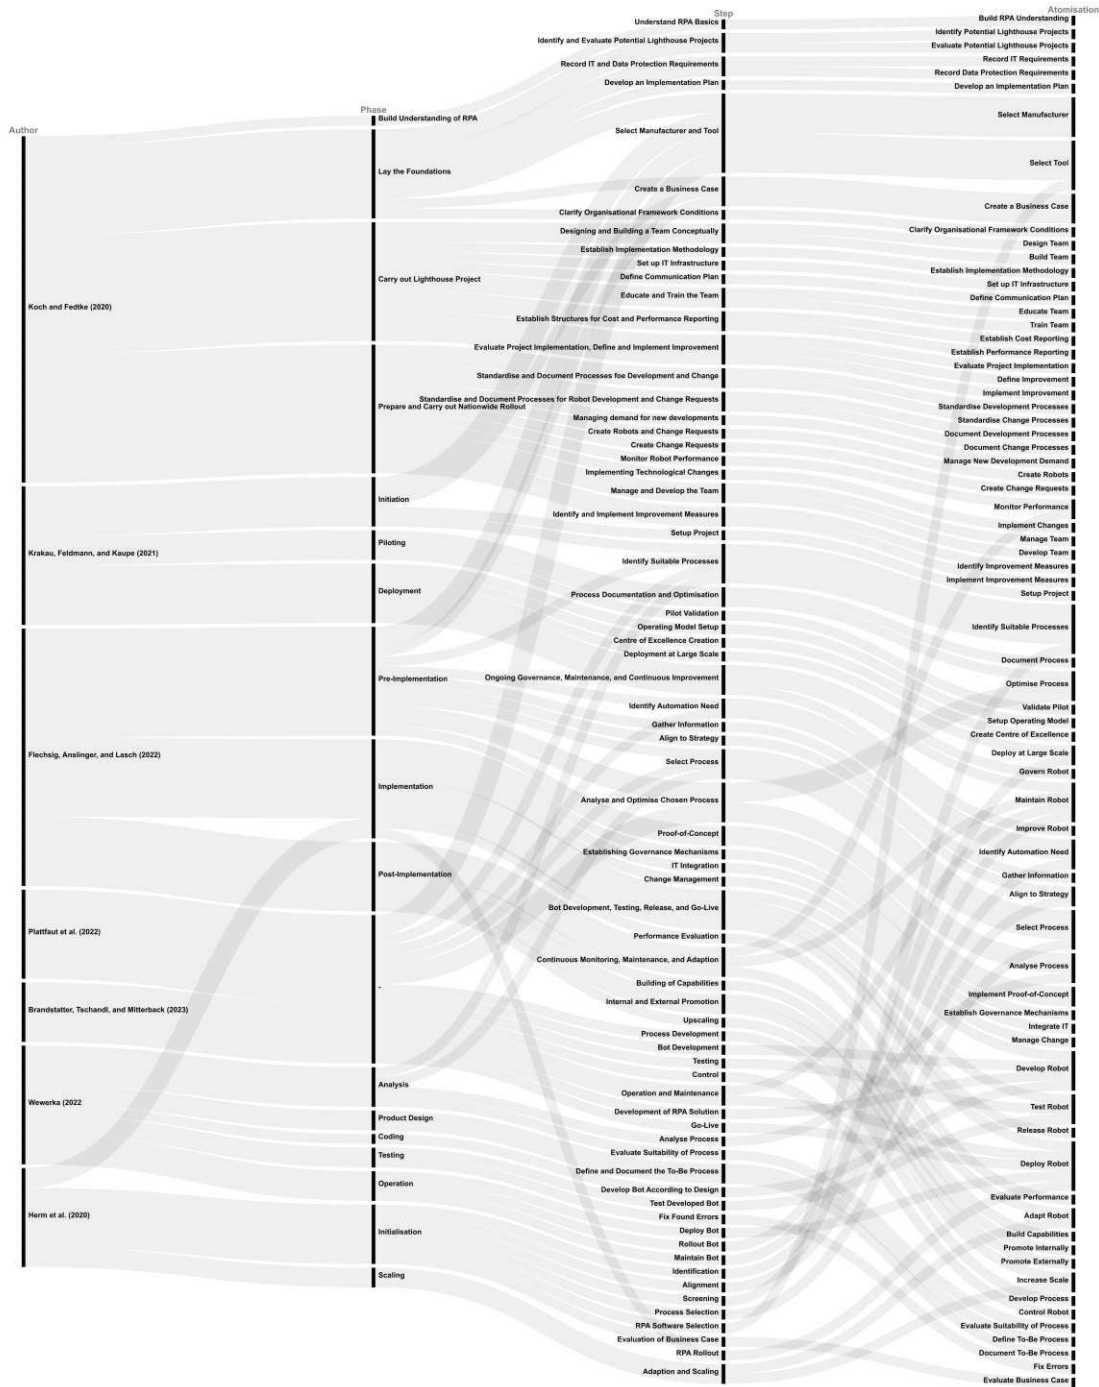 Author
Koch and Fedtke (2020)
Krakau, Feldmann, and Kaupe (2021)
Flechsig, Anslinger, and Lasch (2022)
Plattfaut et al. (2022)
Brandstatter, Tschandl, and Mitterback (2023)
Wewerka (2022
Herm et al. (2020)
Phase
Build Understanding of RPA
Lay the Foundations
Carry out Lighthouse Project
Prepare and Carry out Nationwide Rollout
Initiation
Piloting
Deployment
Pre-Implementation
Implementation
Post-Implementation
-
Analysis
Product Design
Coding
Testing
Operation
Initialisation
Scaling
Step
Understand RPA Basics
Identify and Evaluate Potential Lighthouse Projects
Record IT and Data Protection Requirements
Develop an Implementation Plan
Select Manufacturer and Tool
Create a Business Case
Clarify Organisational Framework Conditions
Designing and Building a Team Conceptually
Establish Implementation Methodology
Set up IT Infrastructure
Define Communication Plan
Educate and Train the Team
Establish Structures for Cost and Performance Reporting
Evaluate Project Implementation, Define and Implement Improvement
Standardise and Document Processes foe Development and Change
Standardise and Document Processes for Robot Development and Change Requests
Managing demand for new developments
Create Robots and Change Requests
Create Change Requests
Monitor Robot Performance
Implementing Technological Changes
Manage and Develop the Team
Identify and Implement Improvement Measures
Setup Project
Identify Suitable Processes
Process Documentation and Optimisation
Pilot Validation
Operating Model Setup
Centre of Excellence Creation
Deployment at Large Scale
Ongoing Governance, Maintenance, and Continuous Improvement
Identify Automation Need
Gather Information
Align to Strategy
Select Process
Analyse and Optimise Chosen Process
Proof-of-Concept
Establishing Governance Mechanisms
IT Integration
Change Management
Bot Development, Testing, Release, and Go-Live
Performance Evaluation
Continuous Monitoring, Maintenance, and Adaption
Building of Capabilities
Internal and External Promotion
Upscaling
Process Development
Bot Development
Testing
Control
Operation and Maintenance
Development of RPA Solution
Go-Live
Analyse Process
Evaluate Suitability of Process
Define and Document the To-Be Process
Develop Bot According to Design
Test Developed Bot
Fix Found Errors
Deploy Bot
Rollout Bot
Maintain Bot
Identification
Alignment
Screening
Process Selection
RPA Software Selection
Evaluation of Business Case
RPA Rollout
Adaption and Scaling
Atomisation
Build RPA Understanding
Identify Potential Lighthouse Projects
Evaluate Potential Lighthouse Projects
Record IT Requirements
Record Data Protection Requirements
Develop an Implementation Plan
Select Manufacturer
Select Tool
Create a Business Case
Clarify Organisational Framework Conditions
Design Team
Build Team
Establish Implementation Methodology
Set up IT Infrastructure
Define Communication Plan
Educate Team
Train Team
Establish Cost Reporting
Establish Performance Reporting
Evaluate Project Implementation
Define Improvement
Implement Improvement
Standardise Development Processes
Standardise Change Processes
Document Development Processes
Document Change Processes
Manage New Development Demand
Create Robots
Create Change Requests
Monitor Performance
Implement Changes
Manage Team
Develop Team
Identify Improvement Measures
Implement Improvement Measures
Setup Project
Identify Suitable Processes
Document Process
Optimise Process
Validate Pilot
Setup Operating Model
Create Centre of Excellence
Deploy at Large Scale
Govern Robot
Maintain Robot
Improve Robot
Identify Automation Need
Gather Information
Align to Strategy
Select Process
Analyse Process
Implement Proof-of-Concept
Establish Governance Mechanisms
Integrate IT
Manage Change
Develop Robot
Test Robot
Release Robot
Deploy Robot
Evaluate Performance
Adapt Robot
Build Capabilities
Promote Internally
Promote Externally
Increase Scale
Develop Process
Control Robot
Evaluate Suitability of Process
Define To-Be Process
Document To-Be Process
Fix Errors
Evaluate Business Case